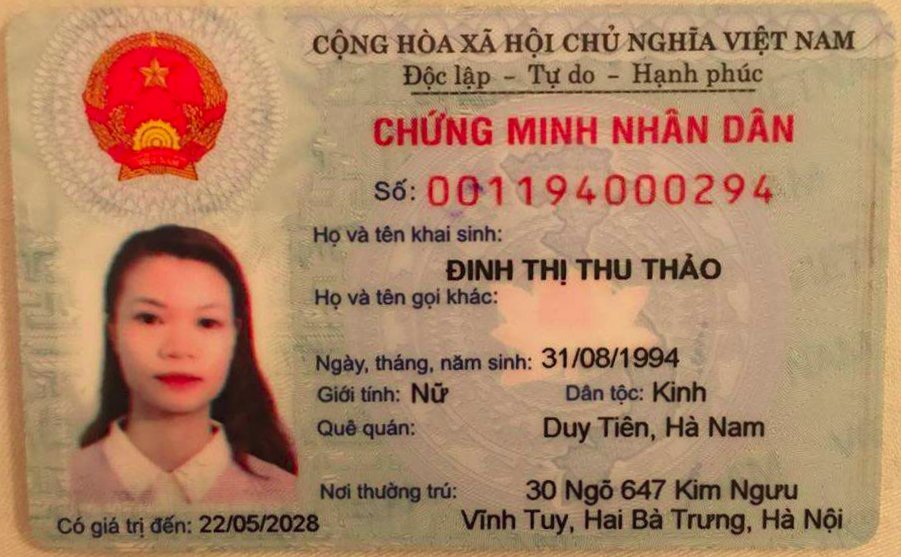 CỘNG HÒA XÃ HỘI CHỦ NGHĨA VIỆT NAM
Độc lập - Tự do - Hạnh phúc
CHỨNG MINH NHÂN DÂN
Số: 001194000294
Họ và tên khai sinh:
ĐINH THỊ THU THẢO
Họ và tên gọi khác:
Ngày, tháng, năm sinh: 31/08/1994
Giới tính: Nữ Dân tộc: Kinh
Quê quán: Duy Tiên, Hà Nam
Nơi thường trú: 30 Ngõ 647 Kim Ngưu
Vĩnh Tuy, Hai Bà Trưng, Hà Nội
Có giá trị đến: 22/05/2028
VIỆT NAM